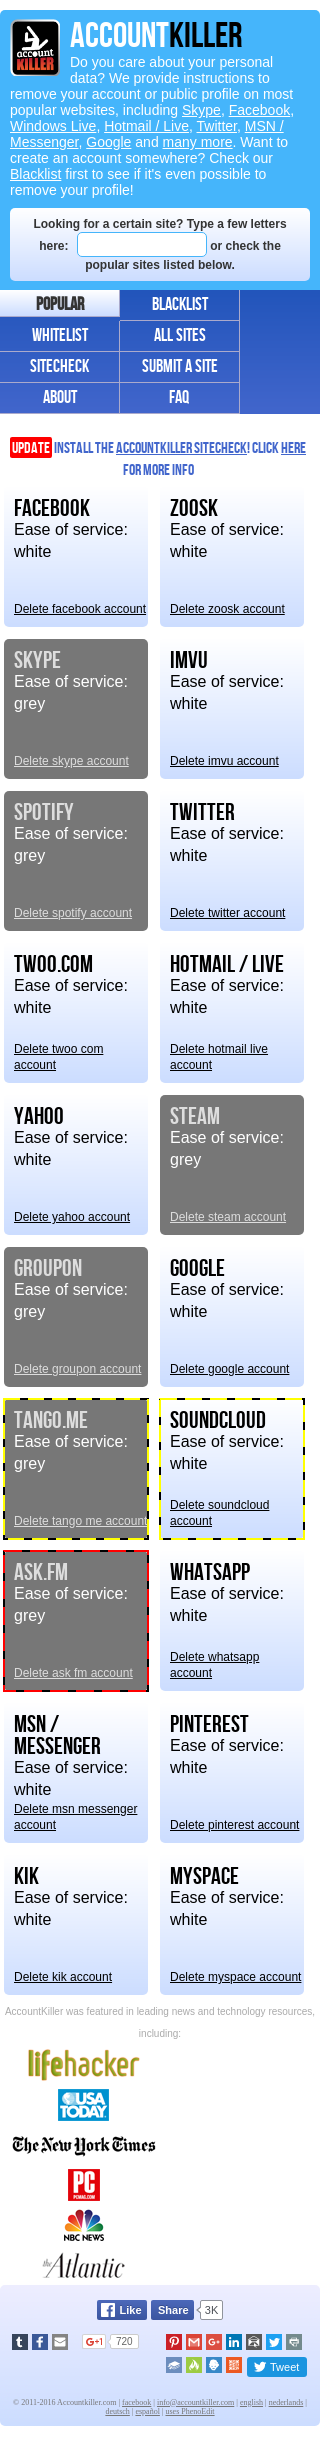 account
KILLER
ACCOUNTKILLER
Do you care about your personal
data? We provide instructions to
remove your account or public profile on most
popular websites, including Skype, Facebook,
Windows Live, Hotmail / Live, Twitter, MSN /
Messenger, Google and many more. Want to
create an account somewhere? Check our
Blacklist first to see if it's even possible to
remove your profile!
Looking for a certain site? Type a few letters
here: or check the
popular sites listed below.
POPULAR
BLACKLIST
WHITELIST
ALL SITES
SITECHECK
SUBMIT A SITE
ABOUT
FAQ
UPDATE INSTALL THE ACCOUNTKILLER SITECHECK! CLICK HERE
FOR MORE INFO
FACEBOOK
Ease of service:
white
Delete facebook account
ZOOSK
Ease of service:
white
Delete zoosk account
SKYPE
Ease of service:
grey
Delete skype account
IMVU
Ease of service:
white
Delete imvu account
SPOTIFY
Ease of service:
grey
Delete spotify account
TWITTER
Ease of service:
white
Delete twitter account
TWOO.COM
Ease of service:
white
Delete twoo com
account
HOTMAIL / LIVE
Ease of service:
white
Delete hotmail live
account
YAHOO
Ease of service:
white
Delete yahoo account
STEAM
Ease of service:
grey
Delete steam account
GROUPON
Ease of service:
grey
Delete groupon account
GOOGLE
Ease of service:
white
Delete google account
TANGO.ME
Ease of service:
grey
Delete tango me account
SOUNDCLOUD
Ease of service:
white
Delete soundcloud
account
ASK.FM
Ease of service:
grey
Delete ask fm account
WHATSAPP
Ease of service:
white
Delete whatsapp
account
MSN /
MESSENGER
Ease of service:
white
Delete msn messenger
account
PINTEREST
Ease of service:
white
Delete pinterest account
KIK
Ease of service:
white
Delete kik account
MYSPACE
Ease of service:
white
Delete myspace account
AccountKiller was featured in leading news and technology resources,
including:
lifehacker
USA
TODAY
The New York Times
PC
PCMAG.COM
NBC NEWS
The Atlantic
Like
Share
3K
G+1
720
Tweet
© 2011-2016 Accountkiller.com | facebook | info@accountkiller.com | english | nederlands |
deutsch | español | uses PhenoEdit